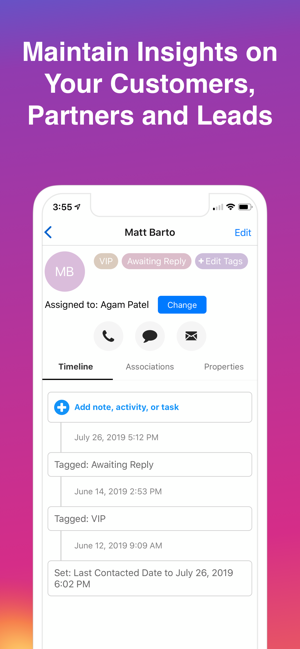 Maintain Insights on
Your Customers,
Partners and Leads
3:55
Matt Barto
Edit
MB
VIP
Awaiting Reply
+Edit Tags
Assigned to: Agam Patel
Change
Timeline
Associations
Properties
Add note, activity, or task
July 26, 2019 5:12 PM
Tagged: Awaiting Reply
June 14, 2019 2:53 PM
Tagged: VIP
June 12, 2019 9:09 AM
Set: Last Contacted Date to July 26, 2019
6:02 PM